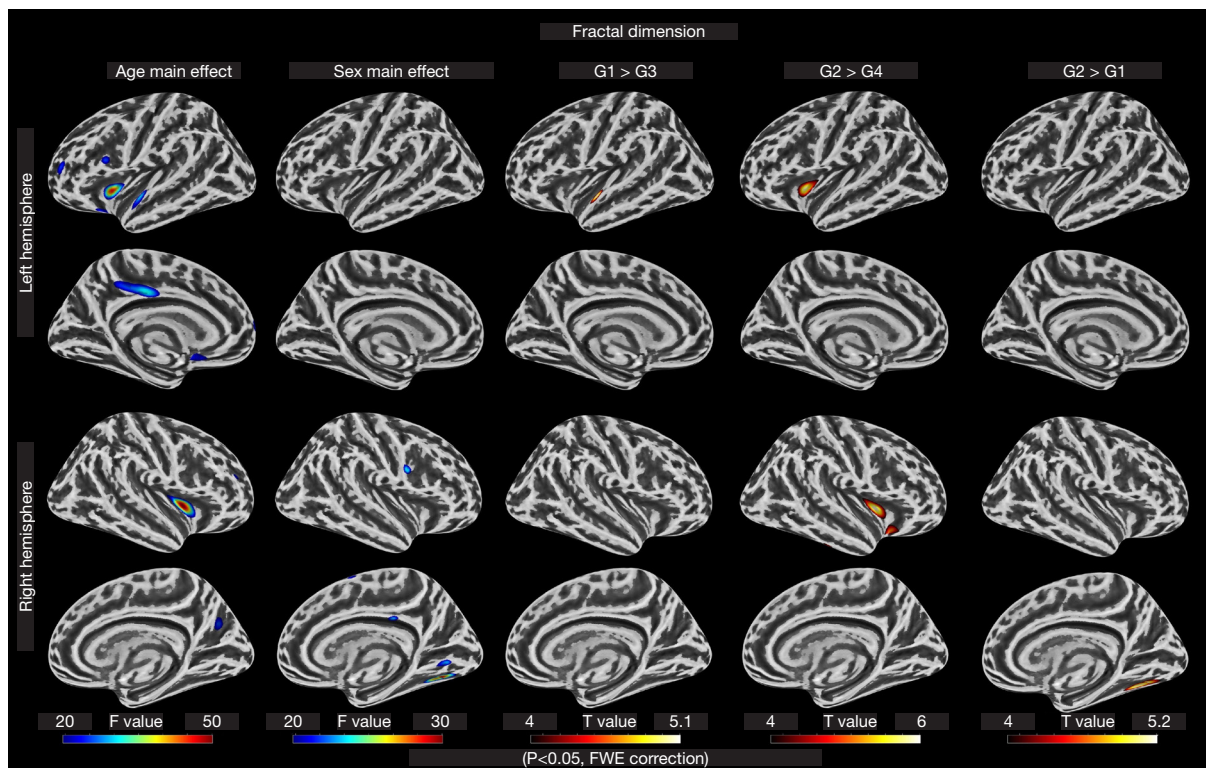 Fractal dimension
Age main effect
Sex main effect
G1 > G3
G2 > G4
G2 > G1
Left hemisphere
Right hemisphere
20 F value 50
20 F value 30
4 T value 5.1
4 T value 6
4 T value 5.2
(P<0.05, FWE correction)